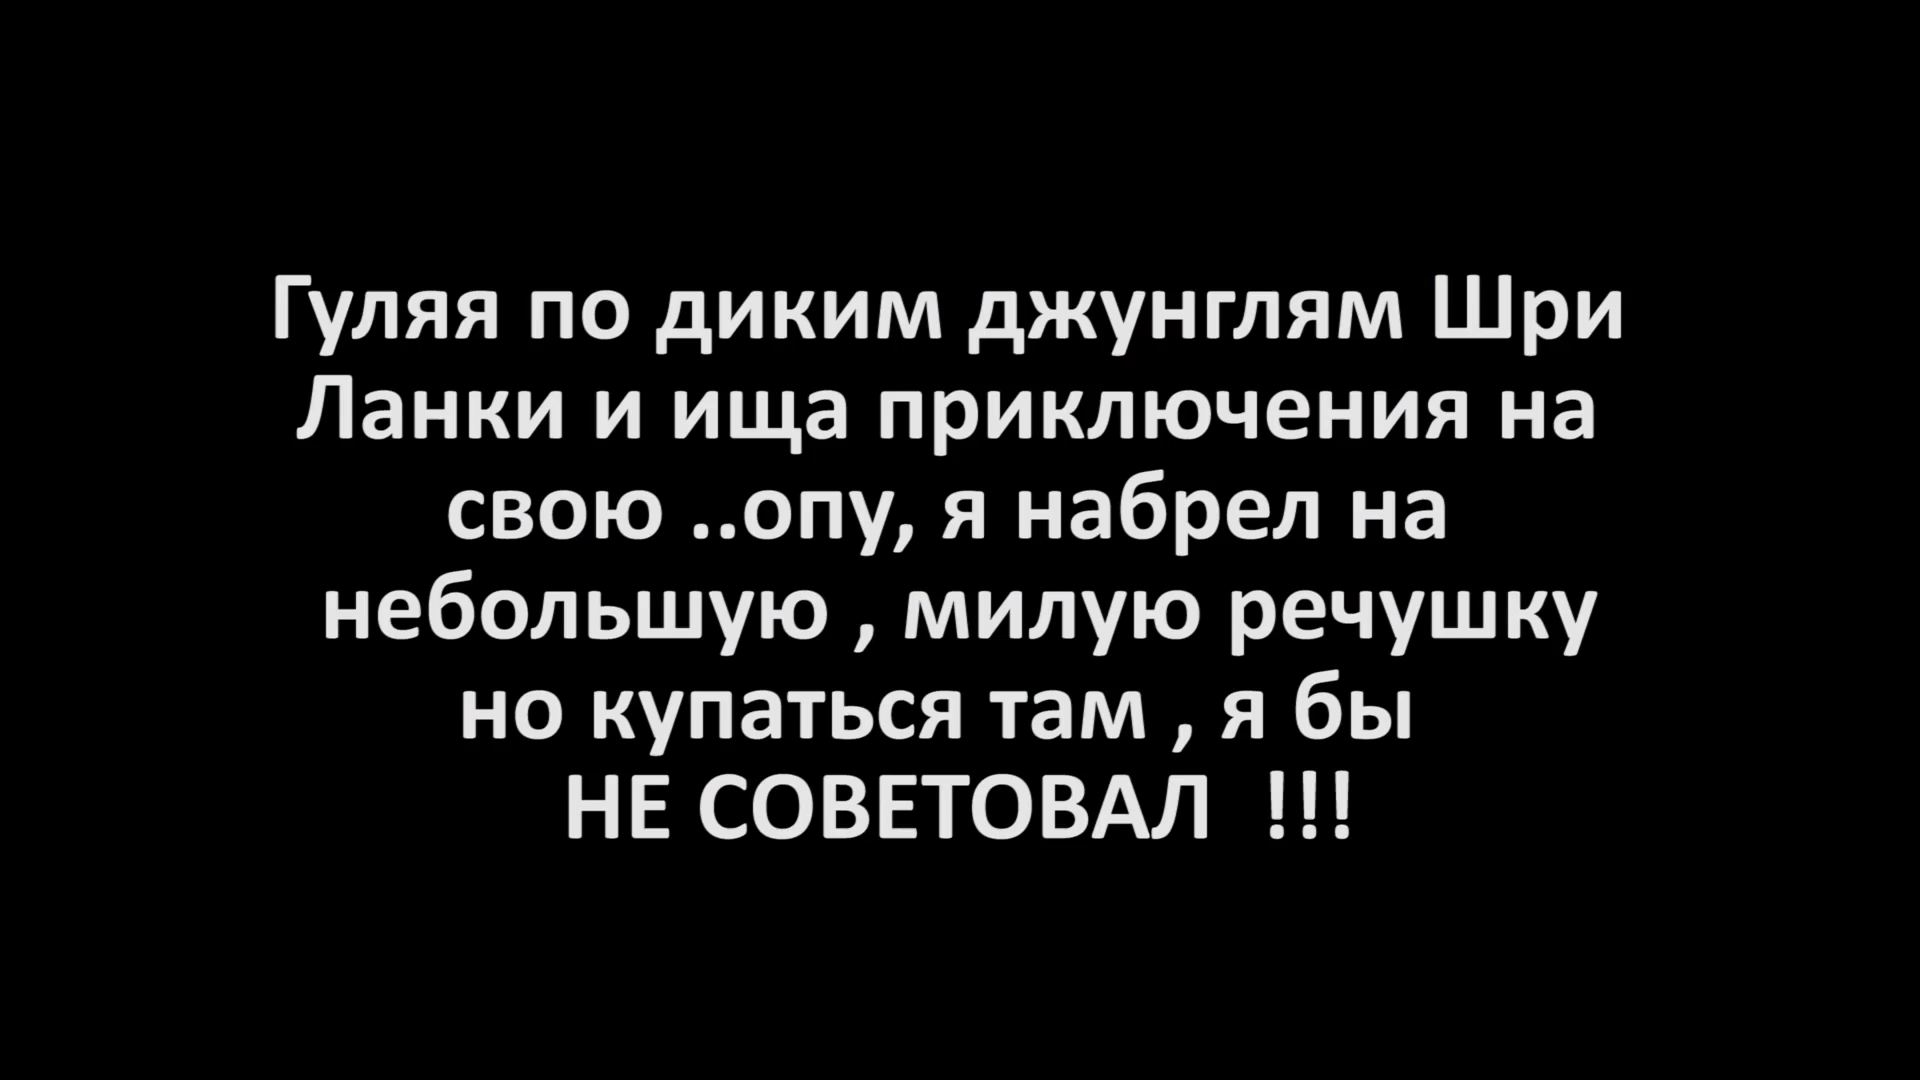 Гуляя по диким джунглям Шри
Ланки и ища приключения на
свою ..опу, я набрел на
небольшую , милую речушку
но купаться там , я бы
НЕ СОВЕТОВАЛ  !!!